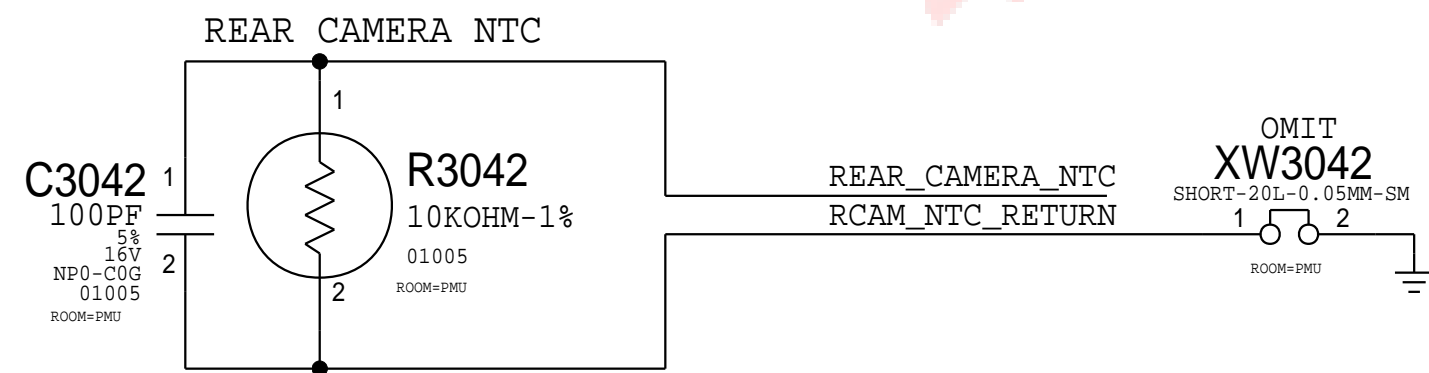 REAR CAMERA NTC
1
C3042
1
100PF
5%
16V
NP0-C0G
01005
2
ROOM=PMU
R3042
10KOHM-1%
01005
2
ROOM=PMU
REAR_CAMERA_NTC
RCAM_NTC_RETURN
OMIT
XW3042
SHORT-20L-0.05MM-SM
1
2
ROOM=PMU